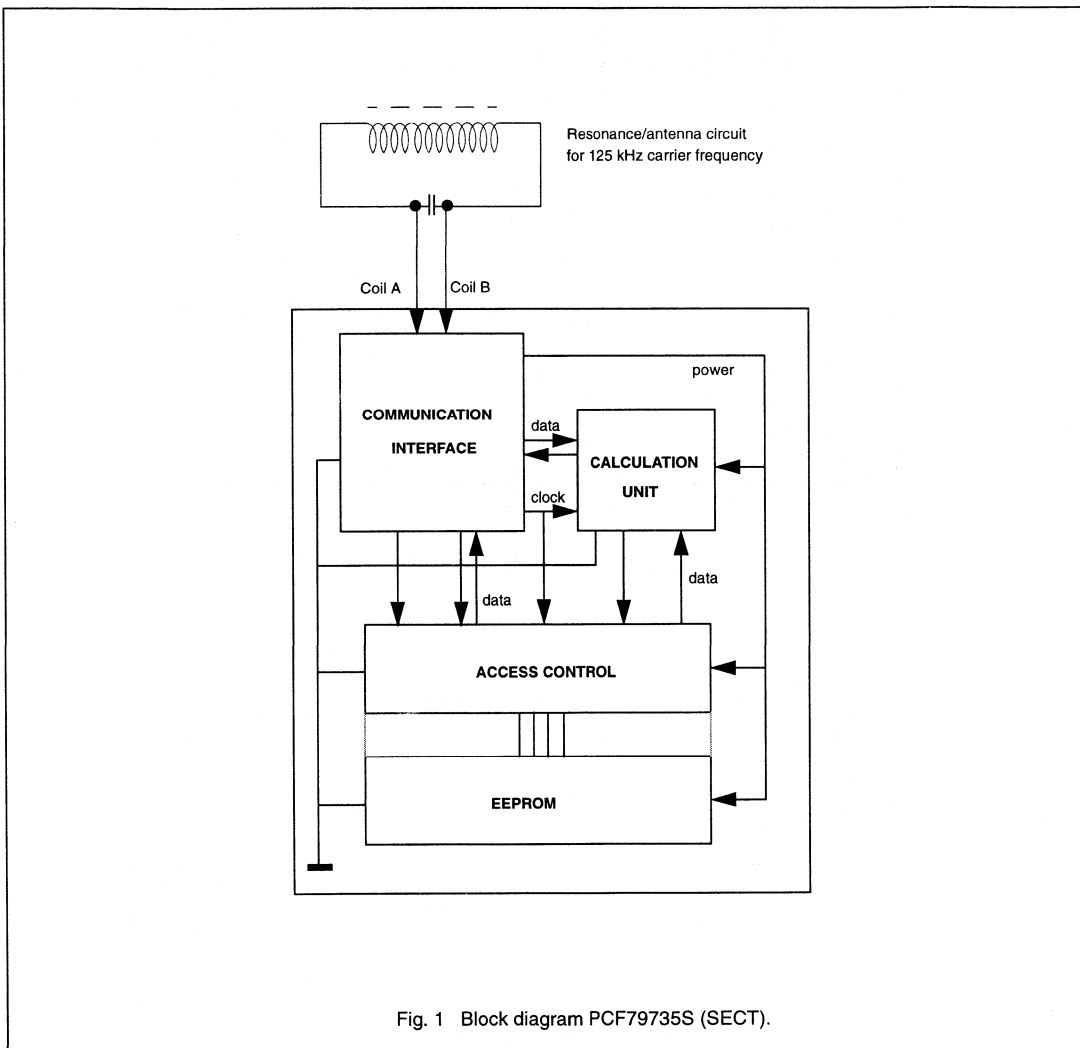 Resonance/antenna circuit
for 125 kHz carrier frequency
Coil A
Coil B
power
COMMUNICATION
INTERFACE
data
CALCULATION
UNIT
clock
data
data
ACCESS CONTROL
EEPROM
Fig. 1 Block diagram PCF79735S (SECT).